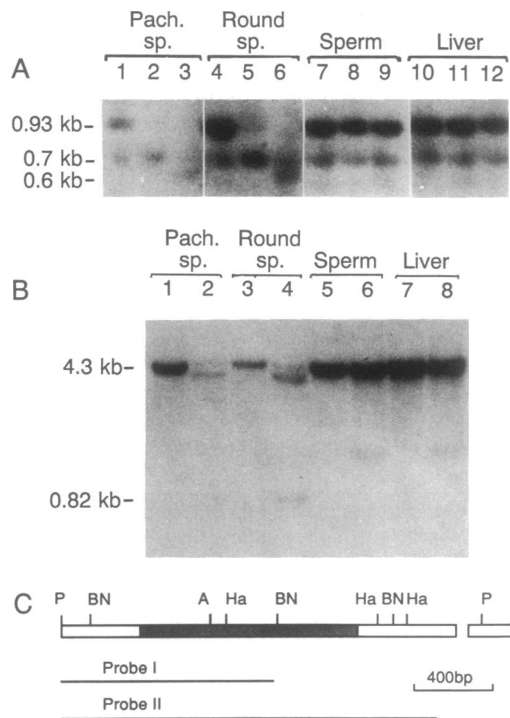 Pach. sp. Round sp. Sperm Liver
A 1 2 3 4 5 6 7 8 9 10 11 12
0.93 kb-
0.7 kb-
0.6 kb-
Pach. sp. Round sp. Sperm Liver
B 1 2 3 4 5 6 7 8
4.3 kb-
0.82 kb-
C P BN A Ha BN Ha BN Ha P
Probe I
400bp
Probe II